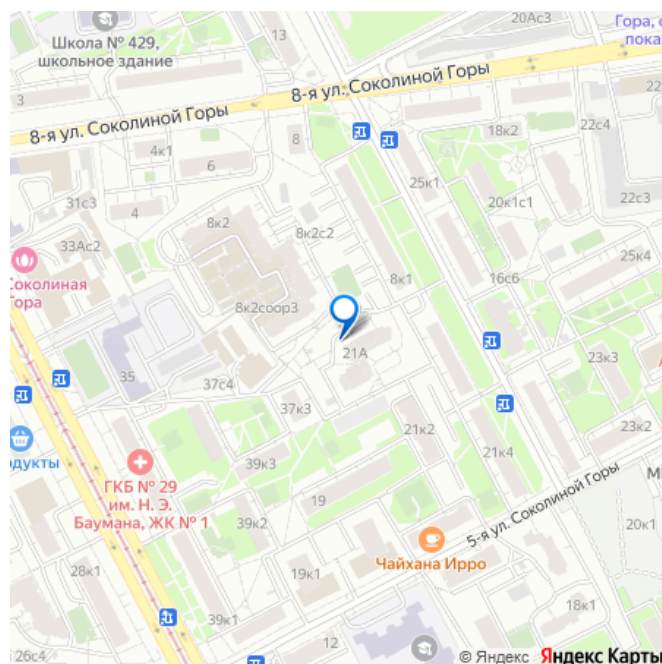 20Ас3
Гора, с
пока
Школа № 429,
школьное здание
13
3
8-я ул. Соколиной Горы
8-я ул. Соколиной Горы
4к1
6
8
18к2
22с4
25к1
20к1с1
22с3
31с3
4
8к2
8к2с2
33Ас2
Соколиная
Гора
8к1
16с6
25к4
8к2соор3
21А
35
37с4
37к3
23к3
21к2
21к4
23к2
одукты
ГКБ № 29
им. Н. Э.
Баумана, ЖК № 1
39к3
19
39к2
5-я ул. Соколиной Горы
20к1
Чайхана Ирро
28к1
19к1
39к1
12
18к1
26с4
© Яндекс Яндекс Карты